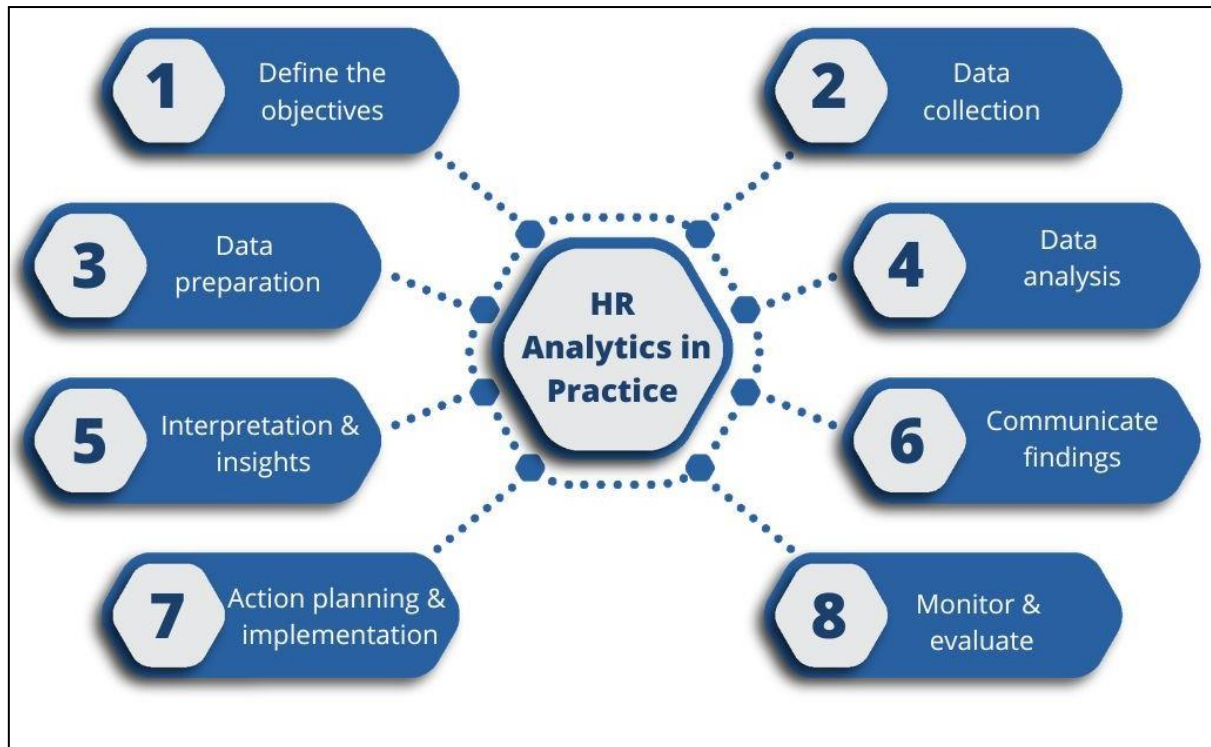 1
Define the
objectives
2
Data
collection
3
Data
preparation
4
Data
analysis
HR
Analytics in
Practice
5
Interpretation &
insights
6
Communicate
findings
7
Action planning &
implementation
8
Monitor &
evaluate